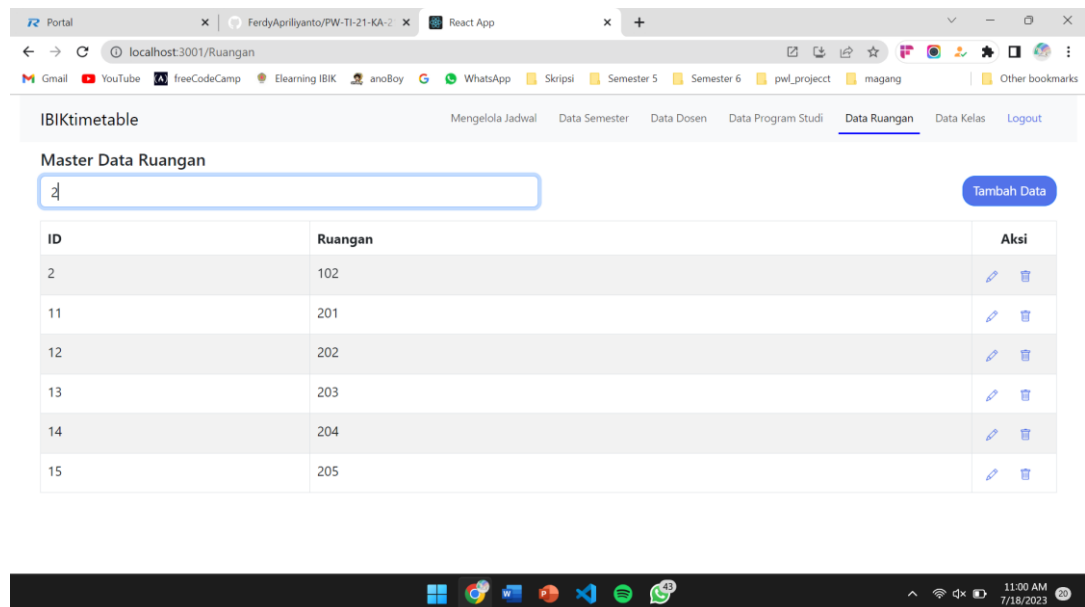 Portal
FerdyApriliyanto/PW-TI-21-KA-2
React App
localhost:3001/Ruangan
Gmail YouTube freeCodeCamp Elearning IBIK anoBoy WhatsApp Skripsi Semester 5 Semester 6 pwl_projecct magang Other bookmarks
IBIKtimetable Mengelola Jadwal Data Semester Data Dosen Data Program Studi Data Ruangan Data Kelas Logout
Master Data Ruangan
2 Tambah Data
ID Ruangan Aksi
2 102
11 201
12 202
13 203
14 204
15 205
43
11:00 AM
7/18/2023 20